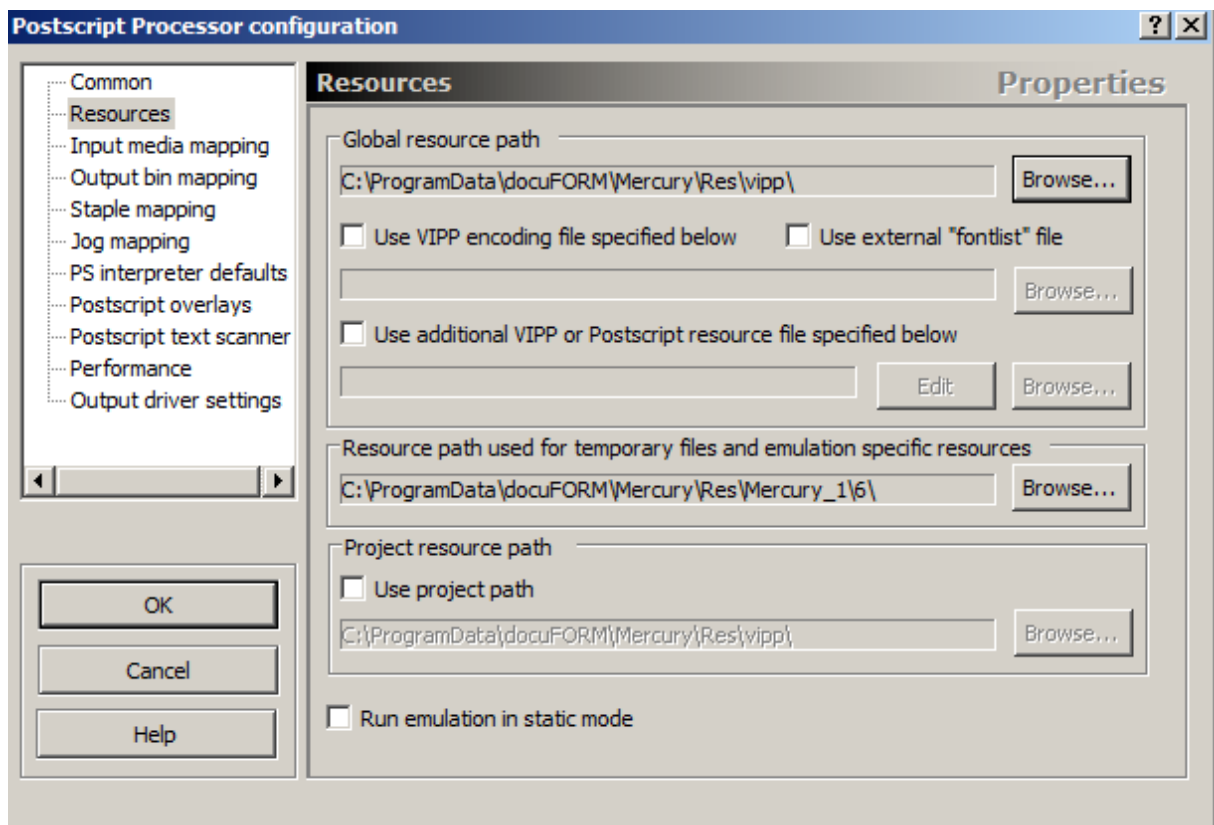 Postscript Processor configuration
Common
Resources
Input media mapping
Output bin mapping
Staple mapping
Jog mapping
PS interpreter defaults
Postscript overlays
Postscript text scanner
Performance
Output driver settings
OK
Cancel
Help
Resources Properties
Global resource path
C:\ProgramData\docuFORM\Mercury\Res\vipp\ Browse...
Use VIPP encoding file specified below Use external "fontlist" file
Browse...
Use additional VIPP or Postscript resource file specified below
Edit Browse...
Resource path used for temporary files and emulation specific resources
C:\ProgramData\docuFORM\Mercury\Res\Mercury_1\6\ Browse...
Project resource path
Use project path
C:\ProgramData\docuFORM\Mercury\Res\vipp\ Browse...
Run emulation in static mode